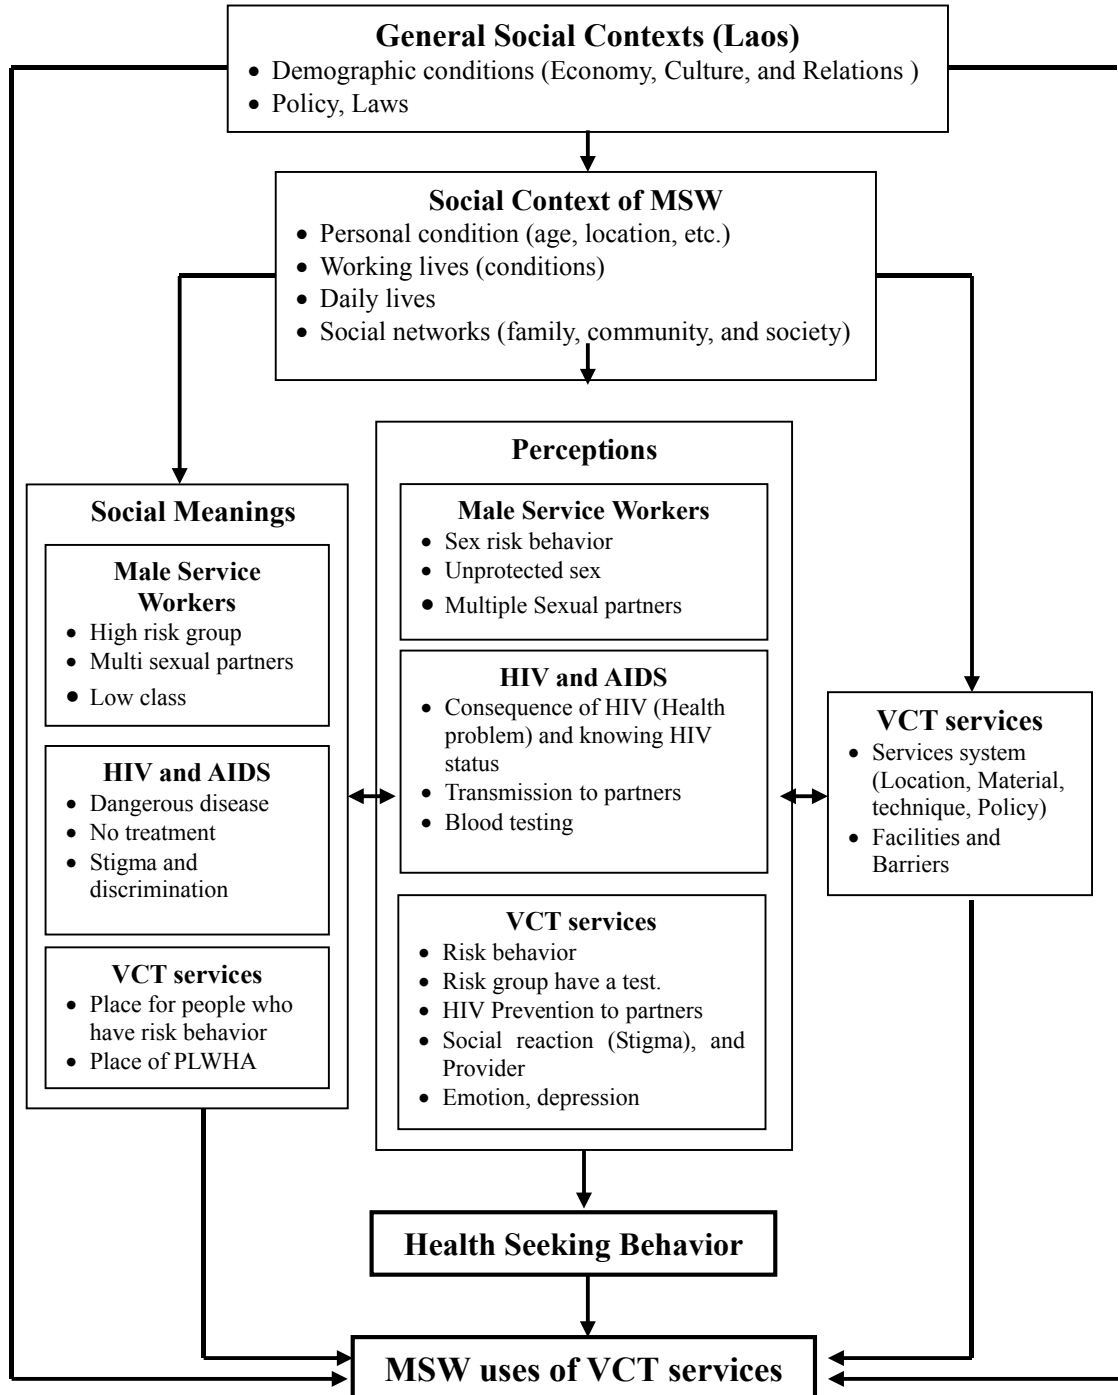 General Social Contexts (Laos)
• Demographic conditions (Economy, Culture, and Relations )
• Policy, Laws
Social Context of MSW
• Personal condition (age, location, etc.)
• Working lives (conditions)
• Daily lives
• Social networks (family, community, and society)
Social Meanings
Male Service
Workers
• High risk group
• Multi sexual partners
• Low class
HIV and AIDS
• Dangerous disease
• No treatment
• Stigma and
discrimination
VCT services
• Place for people who
have risk behavior
• Place of PLWHA
Perceptions
Male Service Workers
• Sex risk behavior
• Unprotected sex
• Multiple Sexual partners
HIV and AIDS
• Consequence of HIV (Health
problem) and knowing HIV
status
• Transmission to partners
• Blood testing
VCT services
• Risk behavior
• Risk group have a test.
• HIV Prevention to partners
• Social reaction (Stigma), and
Provider
• Emotion, depression
VCT services
• Services system
(Location, Material,
technique, Policy)
• Facilities and
Barriers
Health Seeking Behavior
MSW uses of VCT services